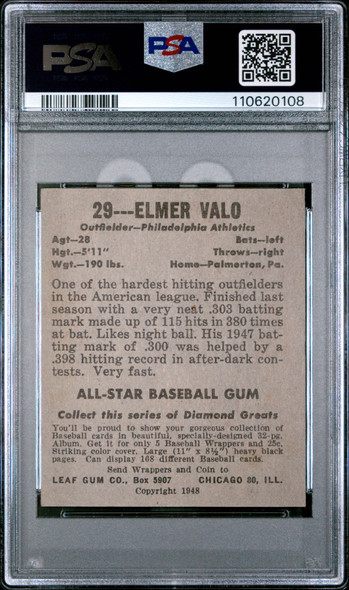 PSA
PSA
110620108
29---ELMER VALO
Outfielder—Philadelphia Athletics
Agt—28 Bats—left
Hgt.—5'11" Throws—right
Wgt.—190 lbs. Home—Palmerton, Pa.
One of the hardest hitting outfielders
in the American league. Finished last
season with a very neat .303 batting
mark made up of 115 hits in 380 times
at bat. Likes night ball. His 1947 bat-
ting mark of .300 was helped by a
.398 hitting record in after-dark con-
tests. Very fast.
ALL-STAR BASEBALL GUM
Collect this series of Diamond Greats
You'll be proud to show your gorgeous collection of
Baseball cards in beautiful, specially-designed 32-pg.
Album. Get it for only 5 Baseball Wrappers and 25c.
Striking color cover, Large (11" x 8½") heavy black
pages. Can display 168 different Baseball cards.
Send Wrappers and Coin to
LEAF GUM CO., Box 5907 CHICAGO 80, ILL.
Copyright 1948